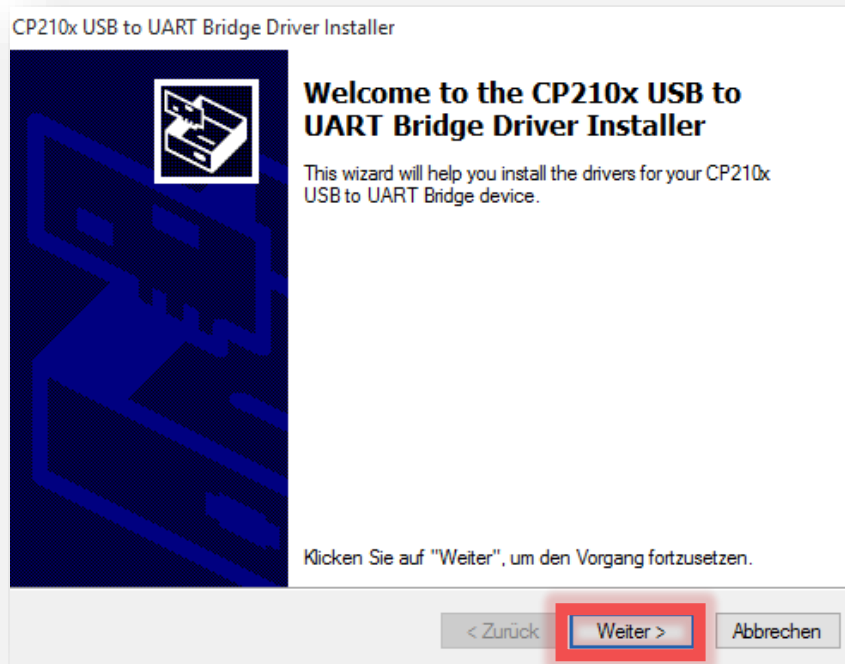 CP210x USB to UART Bridge Driver Installer
Welcome to the CP210x USB to
UART Bridge Driver Installer
This wizard will help you install the drivers for your CP210x
USB to UART Bridge device.
Klicken Sie auf "Weiter", um den Vorgang fortzusetzen.
< Zurück
Weiter >
Abbrechen